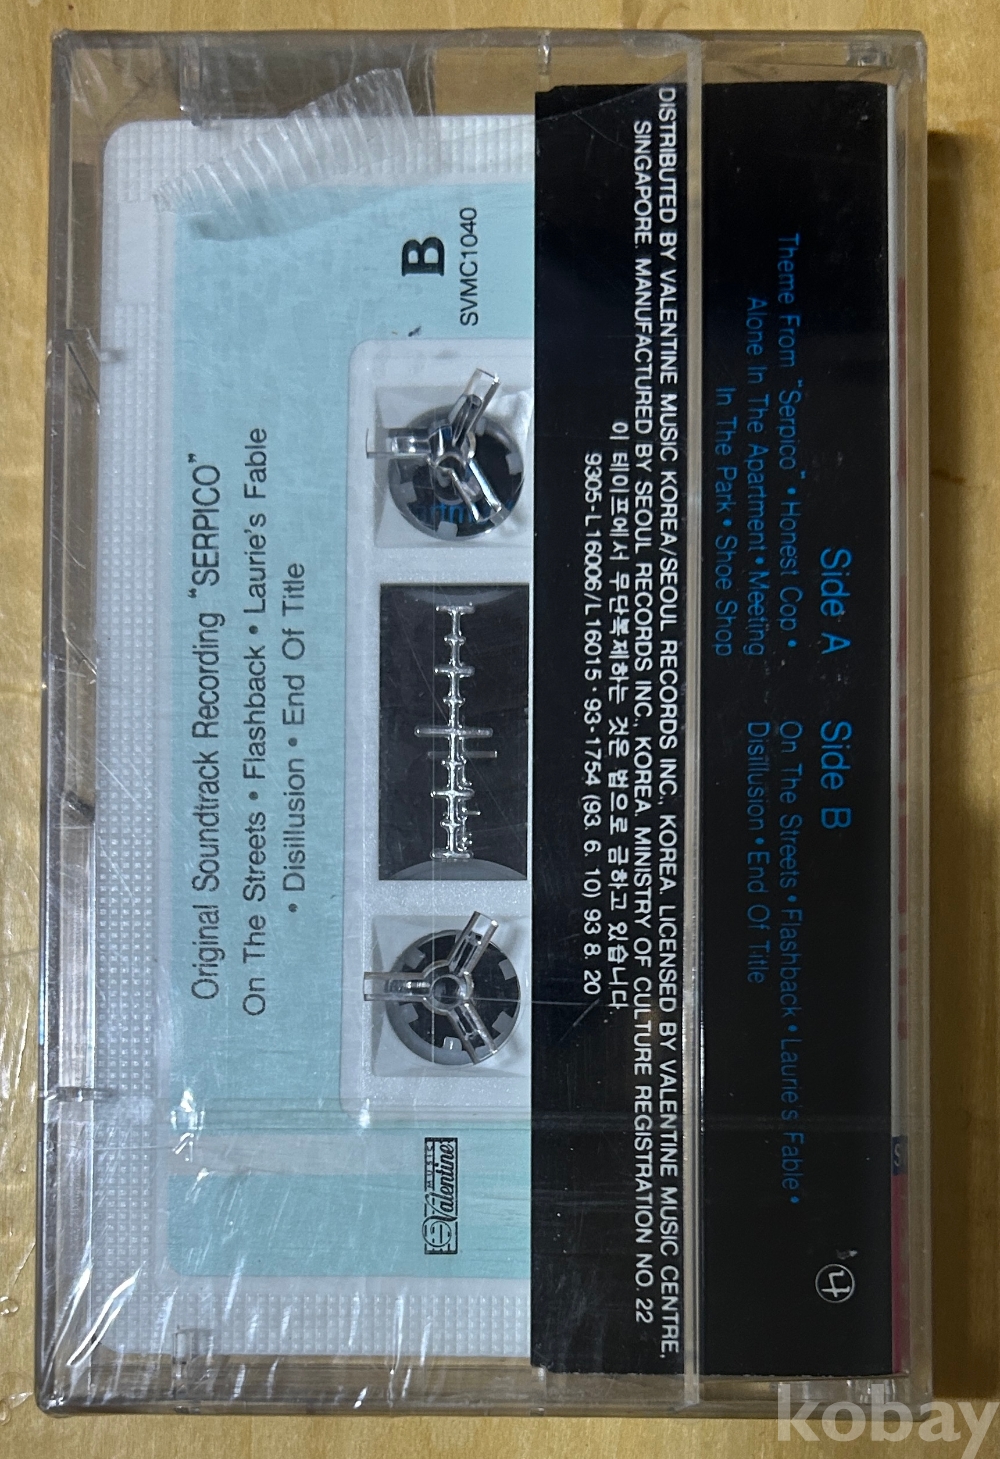 Side A
Theme From "Serpico" • Honest Cop •
Alone In The Apartment • Meeting
In The Park • Shoe Shop
Side B
On The Streets • Flashback • Laurie's Fable •
Disillusion • End Of Title
DISTRIBUTED BY VALENTINE MUSIC KOREA/SEOUL RECORDS INC., KOREA LICENSED BY VALENTINE MUSIC CENTRE,
SINGAPORE. MANUFACTURED BY SEOUL RECORDS INC., KOREA. MINISTRY OF CULTURE REGISTRATION NO. 22
이 테이프에서 무단복제하는 것은 법으로 금하고 있습니다.
9305-L16006/L16015 · 93-1754 (93. 6. 10) 93. 8. 20
B
SVMC1040
Original Soundtrack Recording "SERPICO"
On The Streets • Flashback • Laurie's Fable
• Disillusion • End Of Title
Valentine
kobay